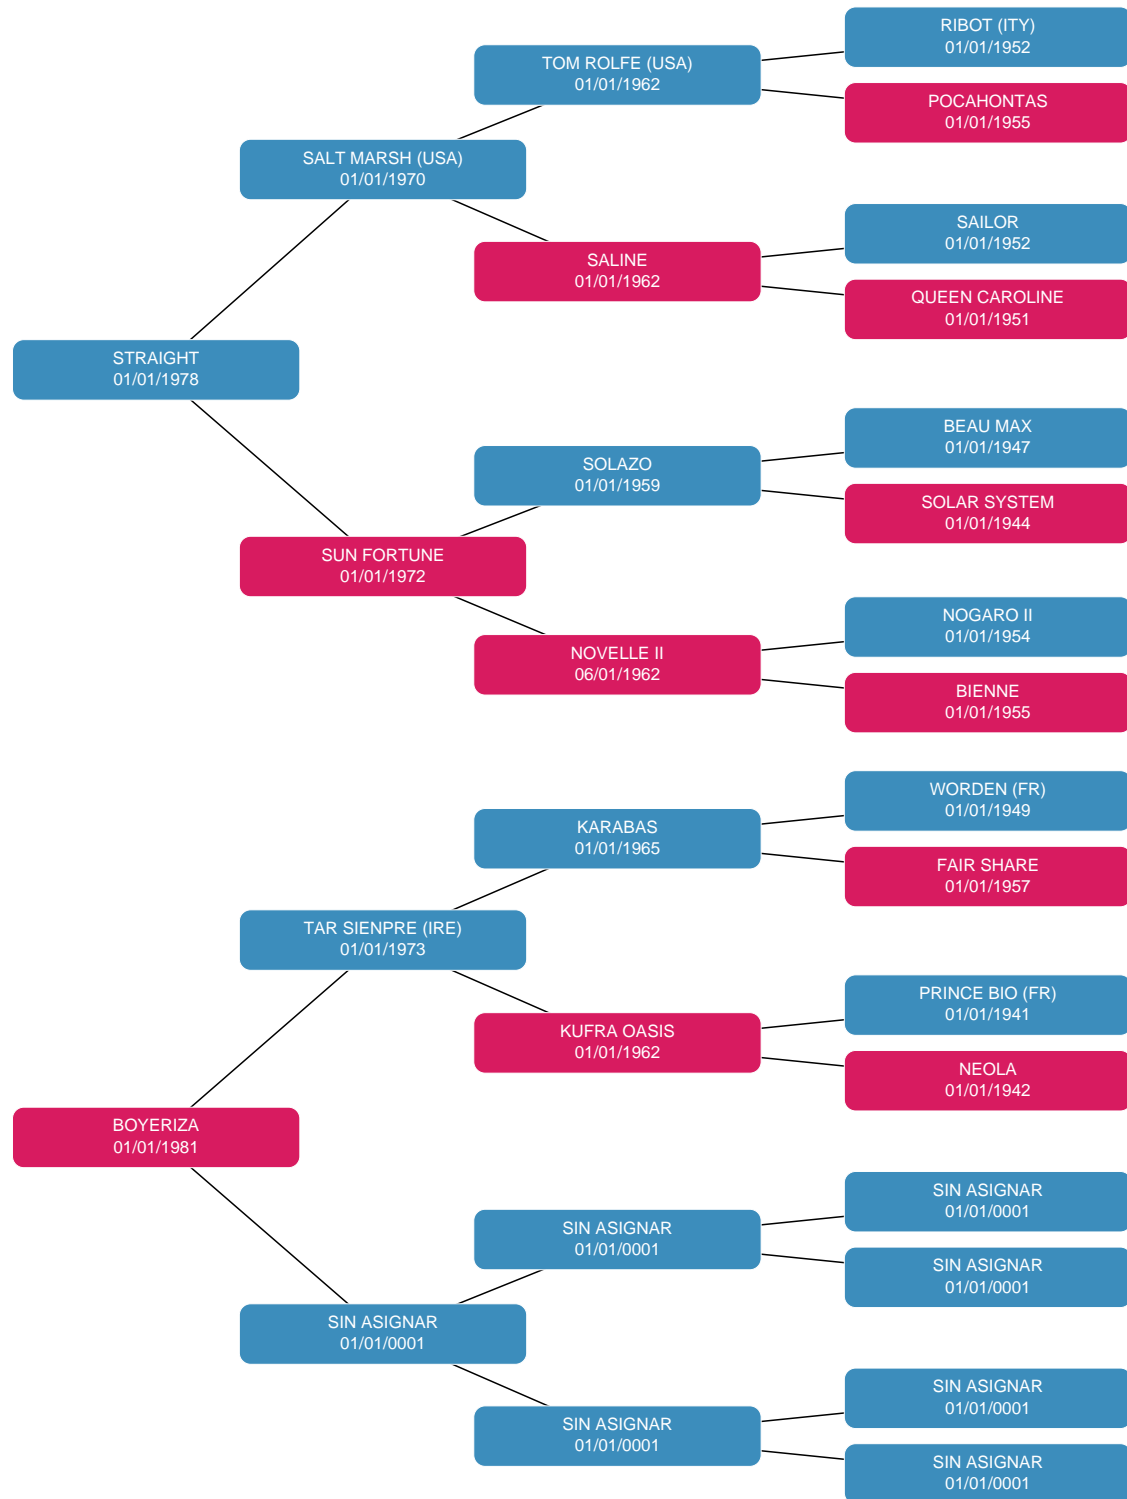 RIBOT (ITY)
01/01/1952
TOM ROLFE (USA)
01/01/1962
POCAHONTAS
01/01/1955
SALT MARSH (USA)
01/01/1970
SAILOR
01/01/1952
SALINE
01/01/1962
QUEEN CAROLINE
01/01/1951
STRAIGHT
01/01/1978
BEAU MAX
01/01/1947
SOLAZO
01/01/1959
SOLAR SYSTEM
01/01/1944
SUN FORTUNE
01/01/1972
NOGARO II
01/01/1954
NOVELLE II
06/01/1962
BIENNE
01/01/1955
WORDEN (FR)
01/01/1949
KARABAS
01/01/1965
FAIR SHARE
01/01/1957
TAR SIENPRE (IRE)
01/01/1973
PRINCE BIO (FR)
01/01/1941
KUFRA OASIS
01/01/1962
NEOLA
01/01/1942
BOYERIZA
01/01/1981
SIN ASIGNAR
01/01/0001
SIN ASIGNAR
01/01/0001
SIN ASIGNAR
01/01/0001
SIN ASIGNAR
01/01/0001
SIN ASIGNAR
01/01/0001
SIN ASIGNAR
01/01/0001
SIN ASIGNAR
01/01/0001